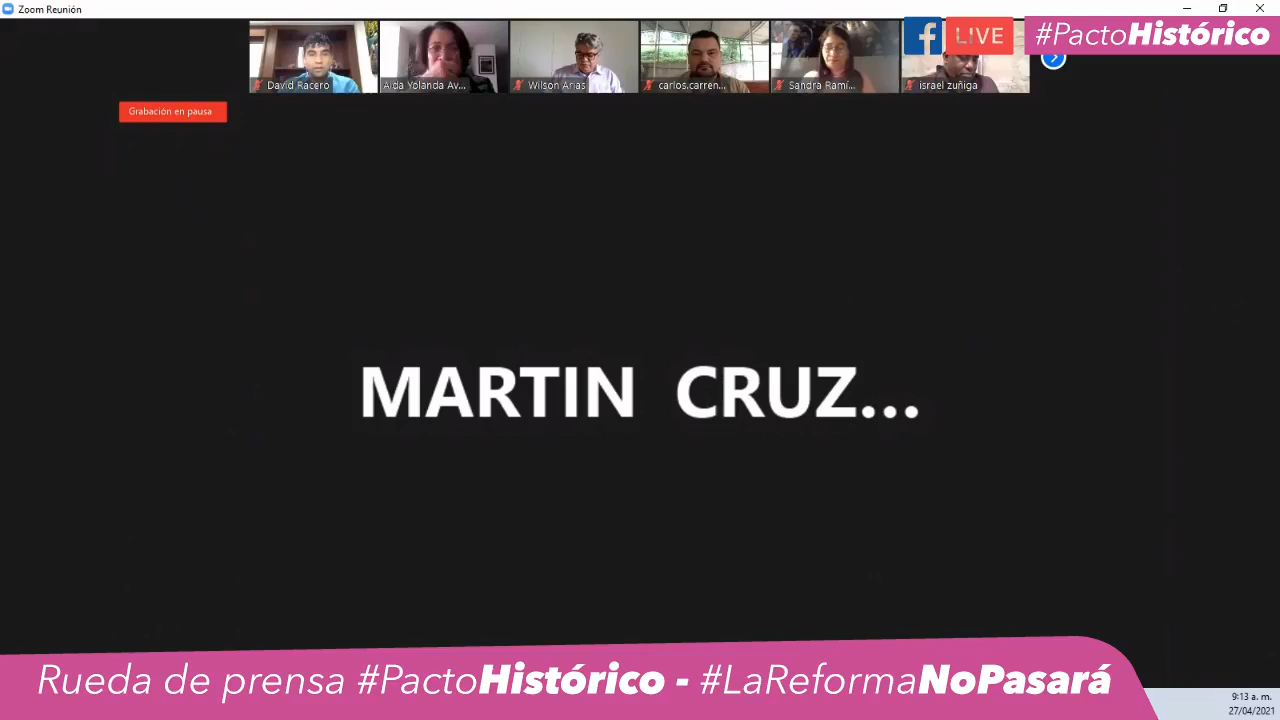 Zoom Reunión
LIVE
#PactoHistórico
David Racero
Aida Yolanda Av...
Wilson Arias
carlos.carren...
Sandra Ramí...
israel zuñiga
Grabación en pausa
MARTIN CRUZ...
Rueda de prensa #PactoHistórico - #LaReformaNoPasará
9:13 a. m.
27/04/2021